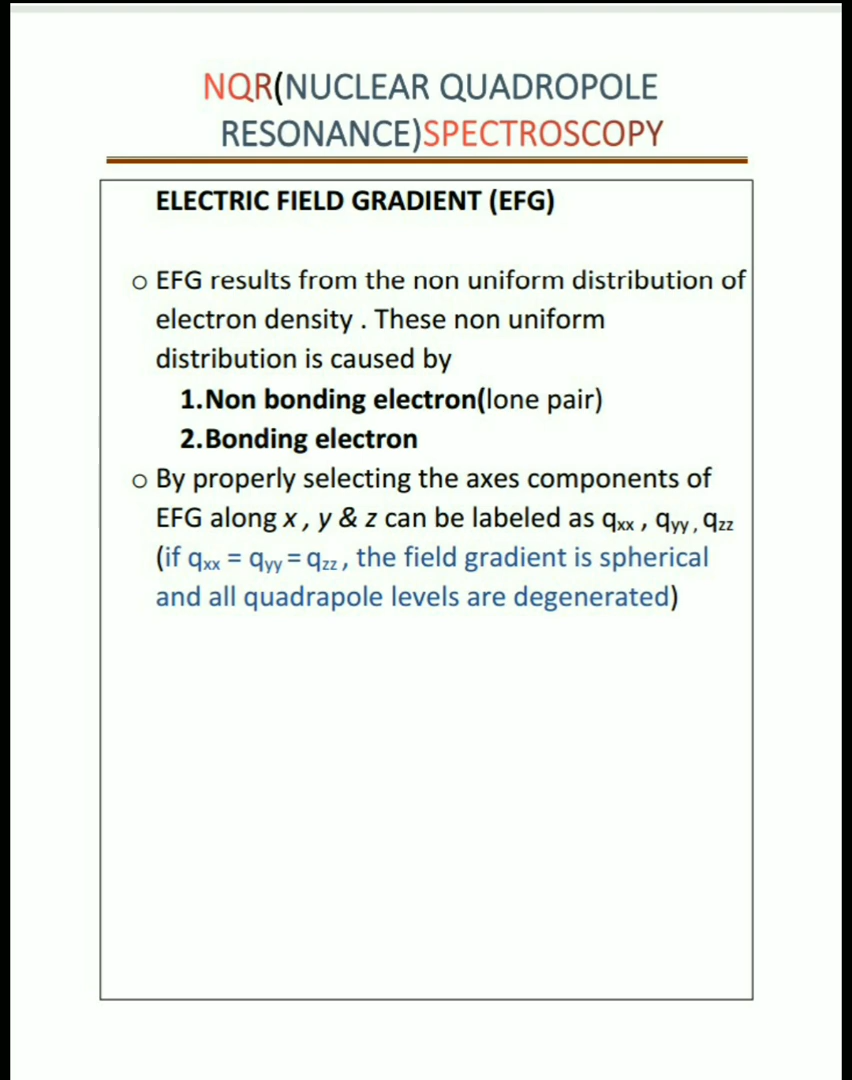 NQR(NUCLEAR QUADROPOLE
RESONANCE)SPECTROSCOPY
ELECTRIC FIELD GRADIENT (EFG)
o EFG results from the non uniform distribution of
electron density . These non uniform
distribution is caused by
1.Non bonding electron(lone pair)
2.Bonding electron
o By properly selecting the axes components of
EFG along x , y & z can be labeled as qxx , qyy , qzz
(if qxx = qyy = qzz , the field gradient is spherical
and all quadrapole levels are degenerated)